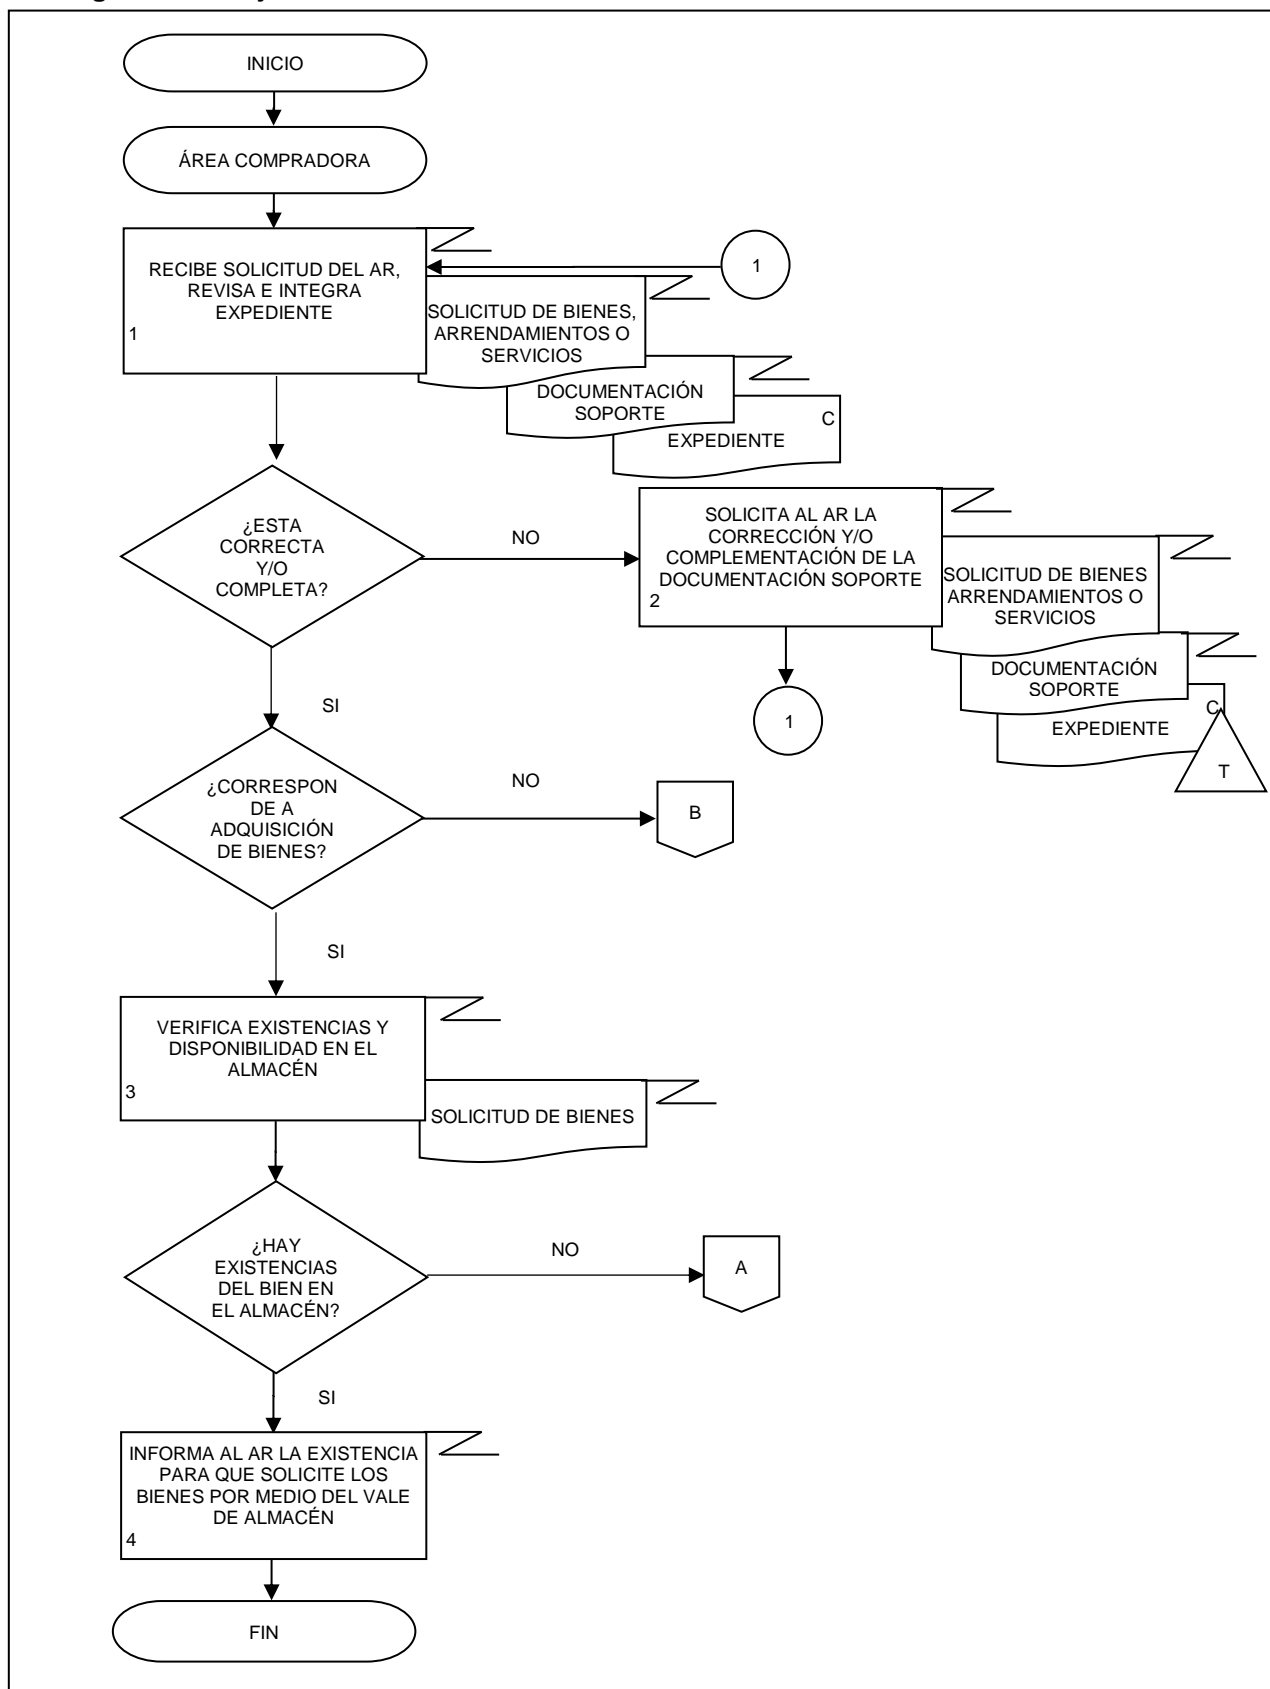 INICIO
ÁREA COMPRADORA
RECIBE SOLICITUD DEL AR,
REVISA E INTEGRA
EXPEDIENTE
1
1
SOLICITUD DE BIENES,
ARRENDAMIENTOS O
SERVICIOS
DOCUMENTACIÓN
SOPORTE
C
EXPEDIENTE
¿ESTA
CORRECTA
Y/O
COMPLETA?
NO
SOLICITA AL AR LA
CORRECCIÓN Y/O
COMPLEMENTACIÓN DE LA
DOCUMENTACIÓN SOPORTE
2
SOLICITUD DE BIENES
ARRENDAMIENTOS O
SERVICIOS
DOCUMENTACIÓN
SOPORTE
C
EXPEDIENTE
T
1
SI
¿CORRESPON
DE A
ADQUISICIÓN
DE BIENES?
NO
B
SI
VERIFICA EXISTENCIAS Y
DISPONIBILIDAD EN EL
ALMACÉN
3
SOLICITUD DE BIENES
¿HAY
EXISTENCIAS
DEL BIEN EN
EL ALMACÉN?
NO
A
SI
INFORMA AL AR LA EXISTENCIA
PARA QUE SOLICITE LOS
BIENES POR MEDIO DEL VALE
DE ALMACÉN
4
FIN